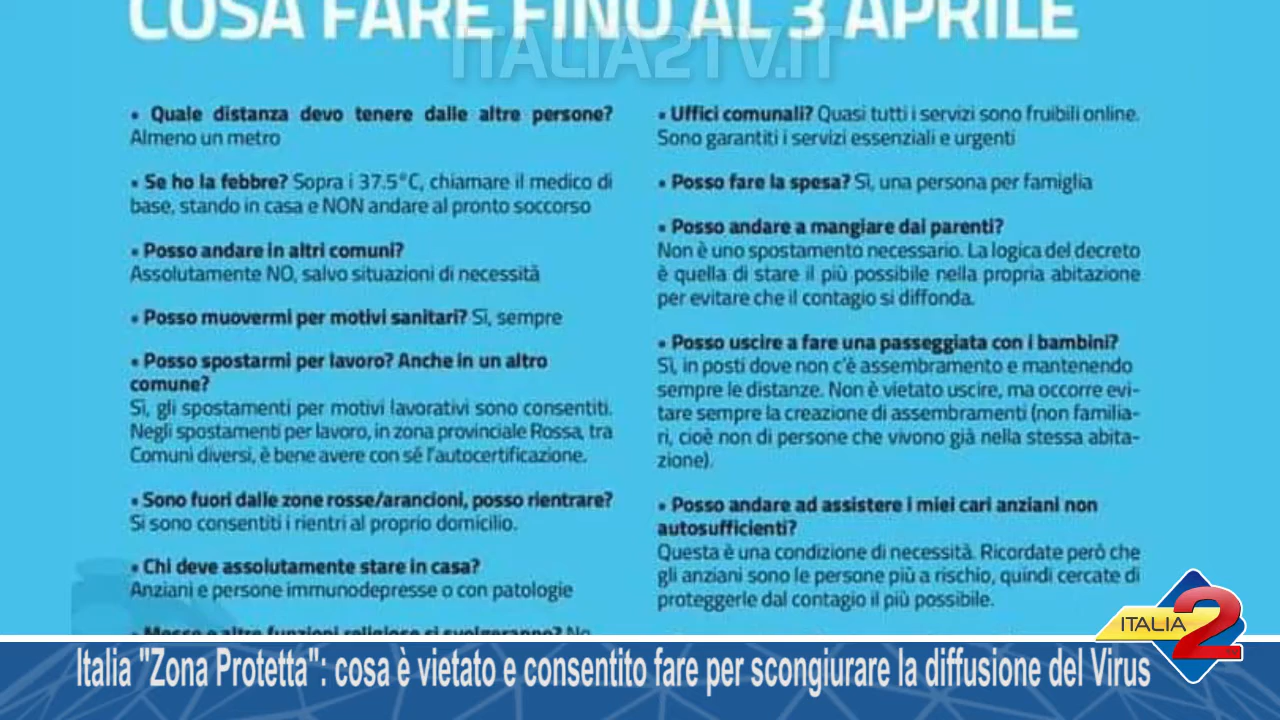 COSA FARE FINO AL 3 APRILE
ITALIA2TV.IT
• Quale distanza devo tenere dalle altre persone?
Almeno un metro
• Se ho la febbre? Sopra i 37.5°C, chiamare il medico di
base, stando in casa e NON andare al pronto soccorso
• Posso andare in altri comuni?
Assolutamente NO, salvo situazioni di necessità
• Posso muovermi per motivi sanitari? Sì, sempre
• Posso spostarmi per lavoro? Anche in un altro
comune?
Sì, gli spostamenti per motivi lavorativi sono consentiti.
Negli spostamenti per lavoro, in zona provinciale Rossa, tra
Comuni diversi, è bene avere con sé l'autocertificazione.
• Sono fuori dalle zone rosse/arancioni, posso rientrare?
Si sono consentiti i rientri al proprio domicilio.
• Chi deve assolutamente stare in casa?
Anziani e persone immunodepresse o con patologie
• Messe e altre funzioni religiose si svolgeranno? No
• Uffici comunali? Quasi tutti i servizi sono fruibili online.
Sono garantiti i servizi essenziali e urgenti
• Posso fare la spesa? Sì, una persona per famiglia
• Posso andare a mangiare dai parenti?
Non è uno spostamento necessario. La logica del decreto
è quella di stare il più possibile nella propria abitazione
per evitare che il contagio si diffonda.
• Posso uscire a fare una passeggiata con i bambini?
Sì, in posti dove non c'è assembramento e mantenendo
sempre le distanze. Non è vietato uscire, ma occorre evi-
tare sempre la creazione di assembramenti (non familia-
ri, cioè non di persone che vivono già nella stessa abita-
zione).
• Posso andare ad assistere i miei cari anziani non
autosufficienti?
Questa è una condizione di necessità. Ricordate però che
gli anziani sono le persone più a rischio, quindi cercate di
proteggerle dal contagio il più possibile.
ITALIA 2
Italia "Zona Protetta": cosa è vietato e consentito fare per scongiurare la diffusione del Virus